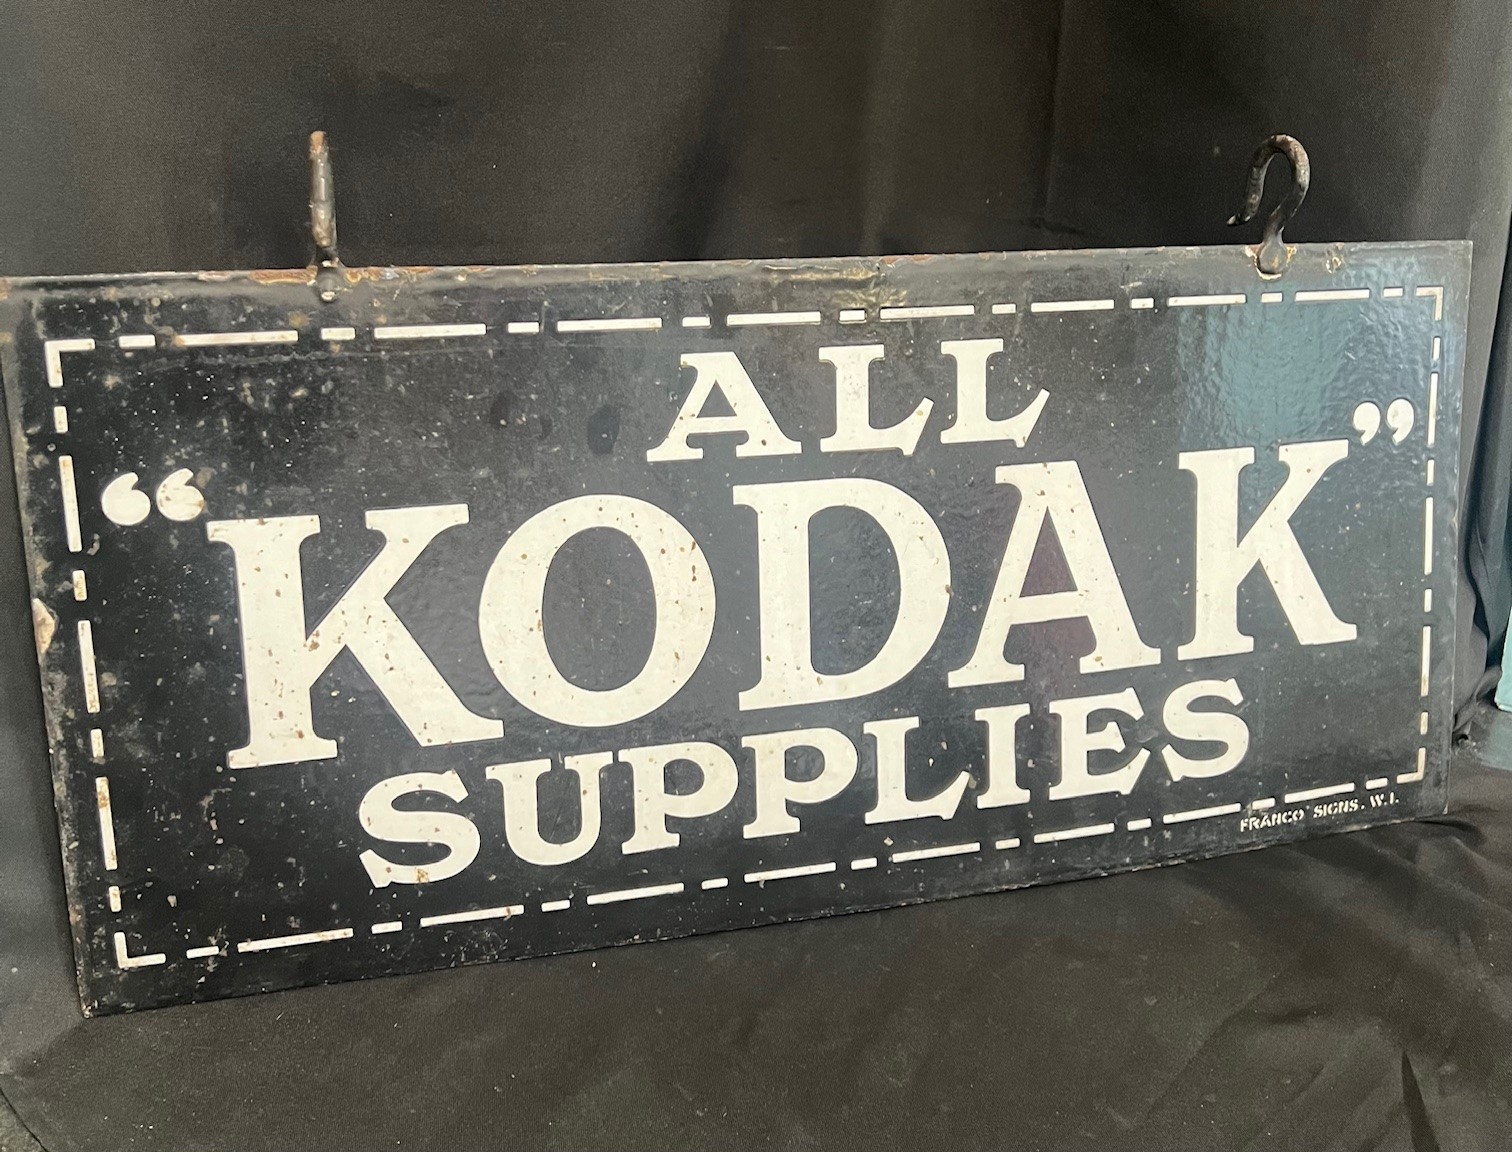 ALL
“KODAK”
SUPPLIES
FRANCO SIGNS. W.1.